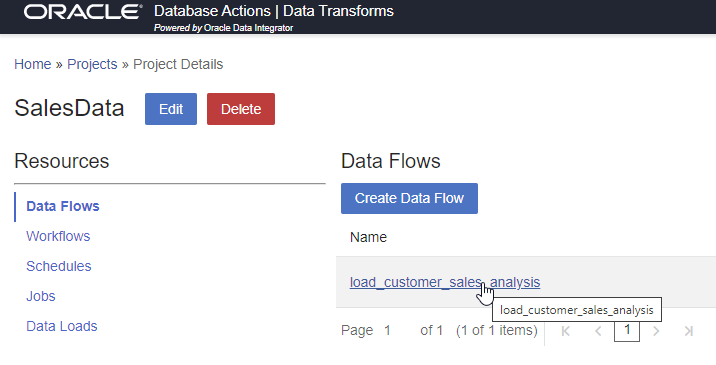 ORACLE Database Actions | Data Transforms
Powered by Oracle Data Integrator
Home » Projects » Project Details
SalesData Edit Delete
Resources
Data Flows
Workflows
Schedules
Jobs
Data Loads
Data Flows
Create Data Flow
Name
load_customer_sales_analysis
load_customer_sales_analysis
Page 1 of 1 (1 of 1 items) 1